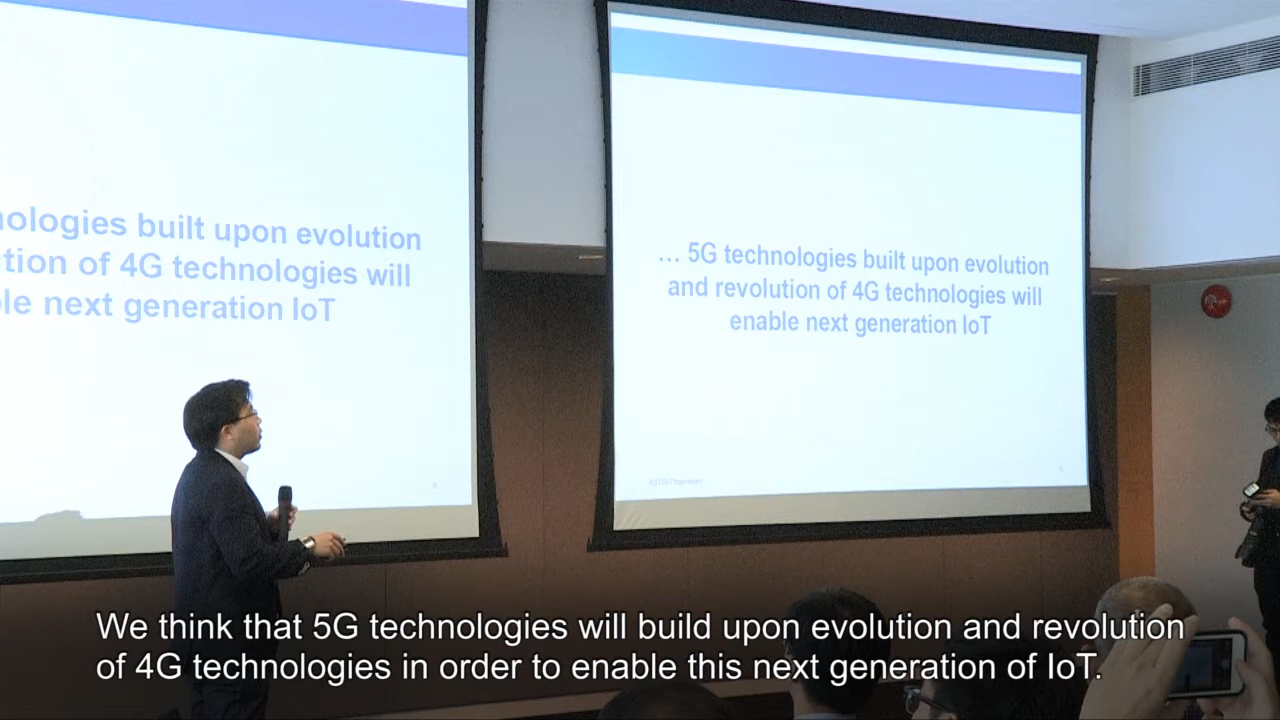 nologies built upon evolution
tion of 4G technologies will
le next generation IoT
… 5G technologies built upon evolution
and revolution of 4G technologies will
enable next generation IoT
ASTRI Proprietary
We think that 5G technologies will build upon evolution and revolution
of 4G technologies in order to enable this next generation of IoT.